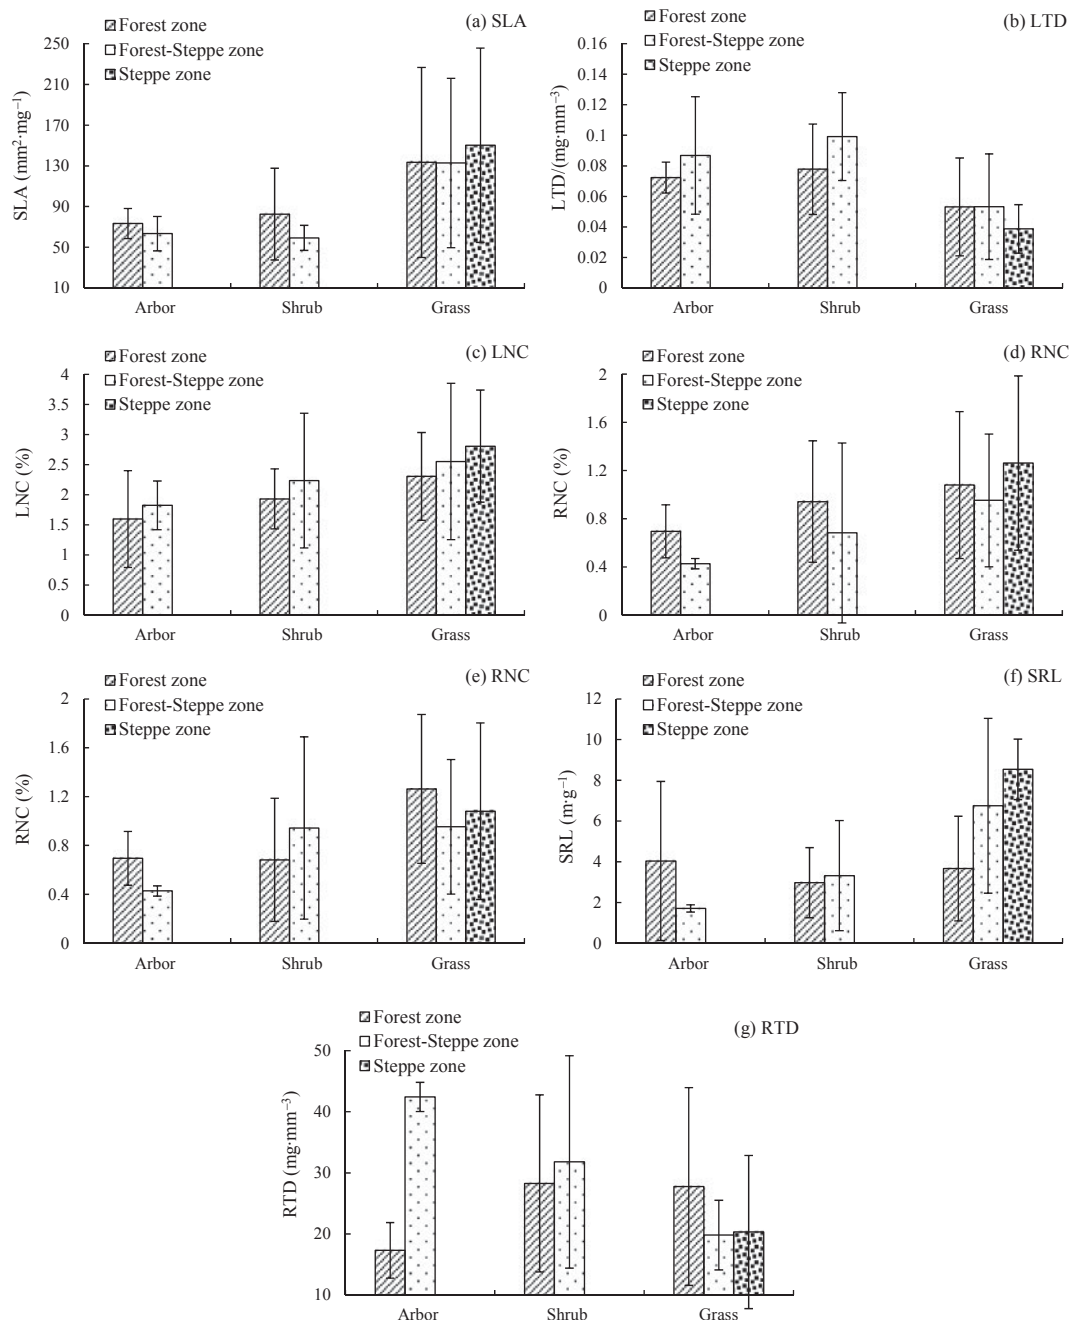 (a) SLA
Forest zone
Forest-Steppe zone
Steppe zone
SLA (mm²·mg⁻¹)
250
210
170
130
90
50
10
Arbor Shrub Grass
(b) LTD
Forest zone
Forest-Steppe zone
Steppe zone
LTD/(mg·mm⁻³)
0.16
0.14
0.12
0.1
0.08
0.06
0.04
0.02
0
Arbor Shrub Grass
(c) LNC
Forest zone
Forest-Steppe zone
Steppe zone
LNC (%)
4
3.5
3
2.5
2
1.5
1
0.5
0
Arbor Shrub Grass
(d) RNC
Forest zone
Forest-Steppe zone
Steppe zone
RNC (%)
2
1.6
1.2
0.8
0.4
0
Arbor Shrub Grass
(e) RNC
Forest zone
Forest-Steppe zone
Steppe zone
RNC (%)
2
1.6
1.2
0.8
0.4
0
Arbor Shrub Grass
(f) SRL
Forest zone
Forest-Steppe zone
Steppe zone
SRL (m·g⁻¹)
12
10
8
6
4
2
0
Arbor Shrub Grass
(g) RTD
Forest zone
Forest-Steppe zone
Steppe zone
RTD (mg·mm⁻³)
50
40
30
20
10
Arbor Shrub Grass